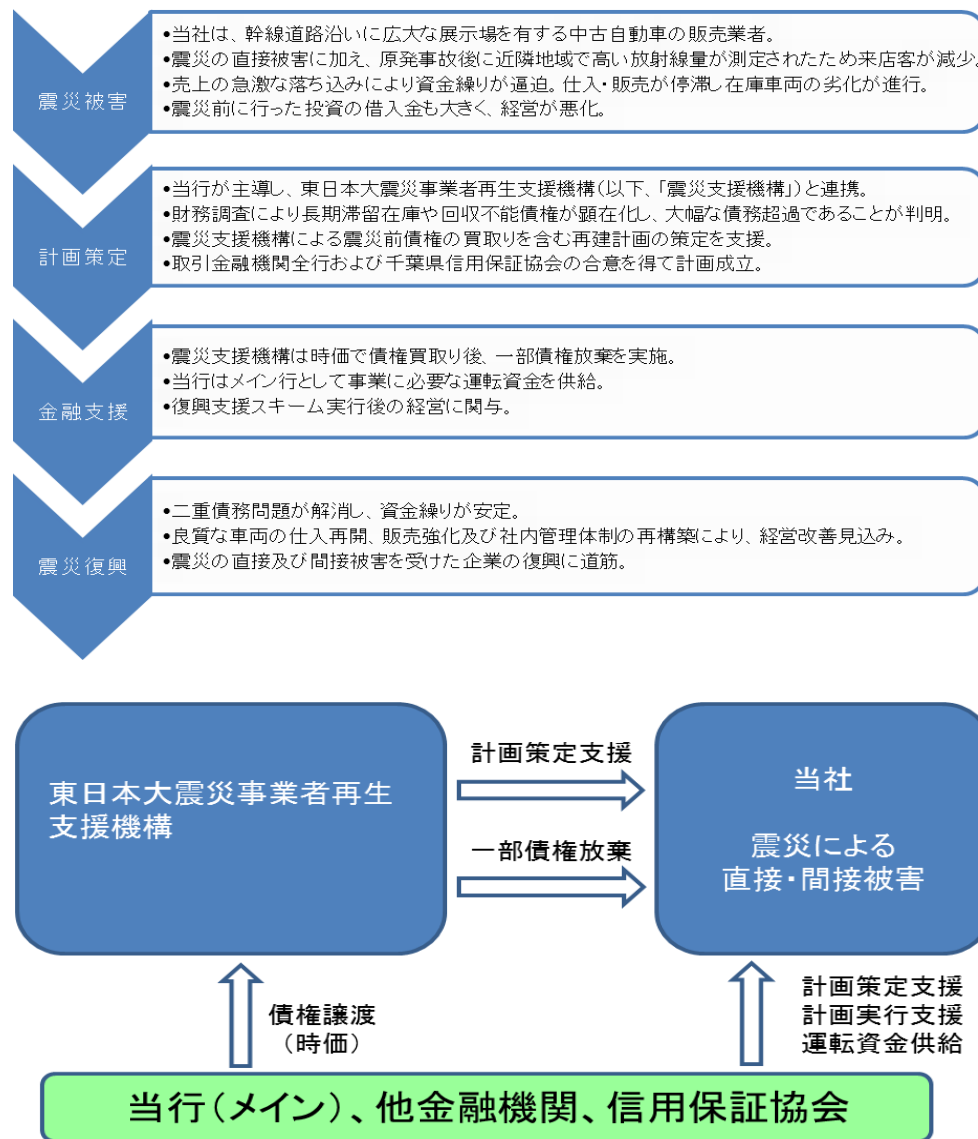 震災被害
•当社は、幹線道路沿いに広大な展示場を有する中古自動車の販売業者。
•震災の直接被害に加え、原発事故後に近隣地域で高い放射線量が測定されたため来店客が減少。
•売上の急激な落ち込みにより資金繰りが逼迫。仕入・販売が停滞し在庫車両の劣化が進行。
•震災前に行った投資の借入金も大きく、経営が悪化。
計画策定
•当行が主導し、東日本大震災事業者再生支援機構（以下、「震災支援機構」）と連携。
•財務調査により長期滞留在庫や回収不能債権が顕在化し、大幅な債務超過であることが判明。
•震災支援機構による震災前債権の買取りを含む再建計画の策定を支援。
•取引金融機関全行および千葉県信用保証協会の合意を得て計画成立。
金融支援
•震災支援機構は時価で債権買取り後、一部債権放棄を実施。
•当行はメイン行として事業に必要な運転資金を供給。
•復興支援スキーム実行後の経営に関与。
震災復興
•二重債務問題が解消し、資金繰りが安定。
•良質な車両の仕入再開、販売強化及び社内管理体制の再構築により、経営改善見込み。
•震災の直接及び間接被害を受けた企業の復興に道筋。
東日本大震災事業者再生
支援機構
計画策定支援
一部債権放棄
当社
震災による
直接・間接被害
債権譲渡
（時価）
計画策定支援
計画実行支援
運転資金供給
当行（メイン）、他金融機関、信用保証協会